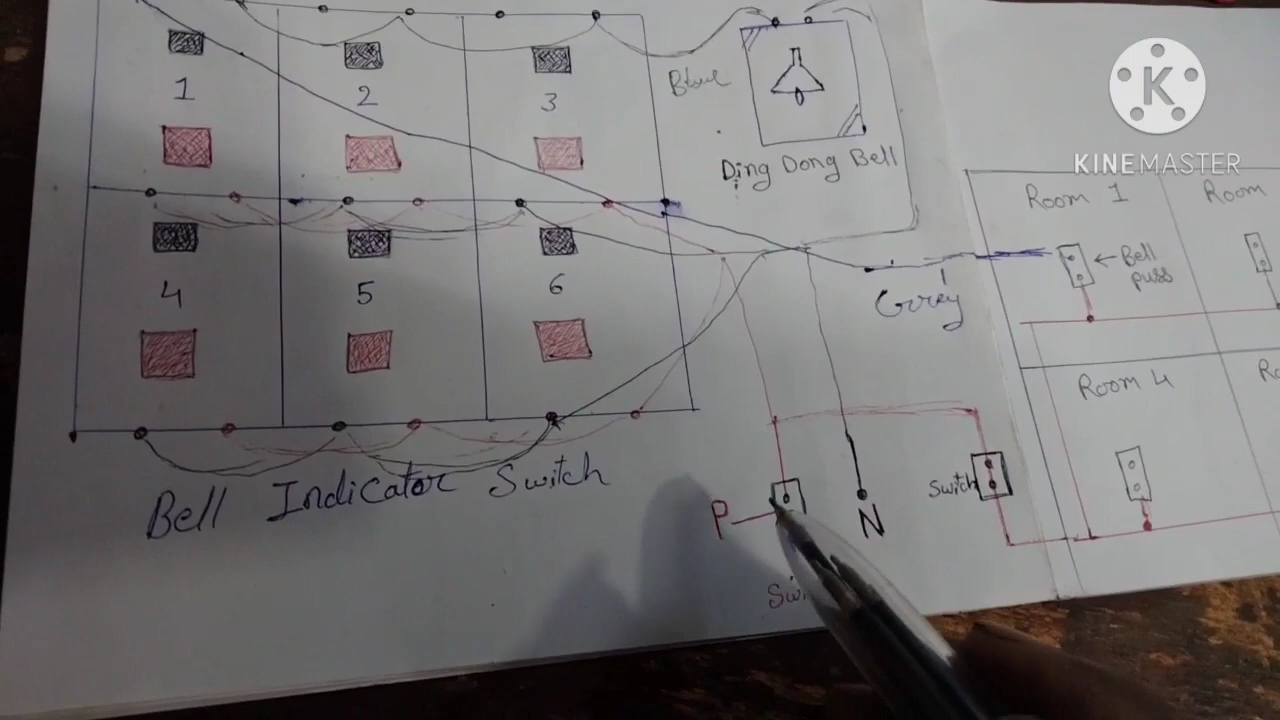 K
KINEMASTER
1
2
3
Blue
Ding Dong Bell
4
5
6
Grey
Room 1
Room
← Bell
puss
Room 4
Switch
P
N
Bell Indicator Switch